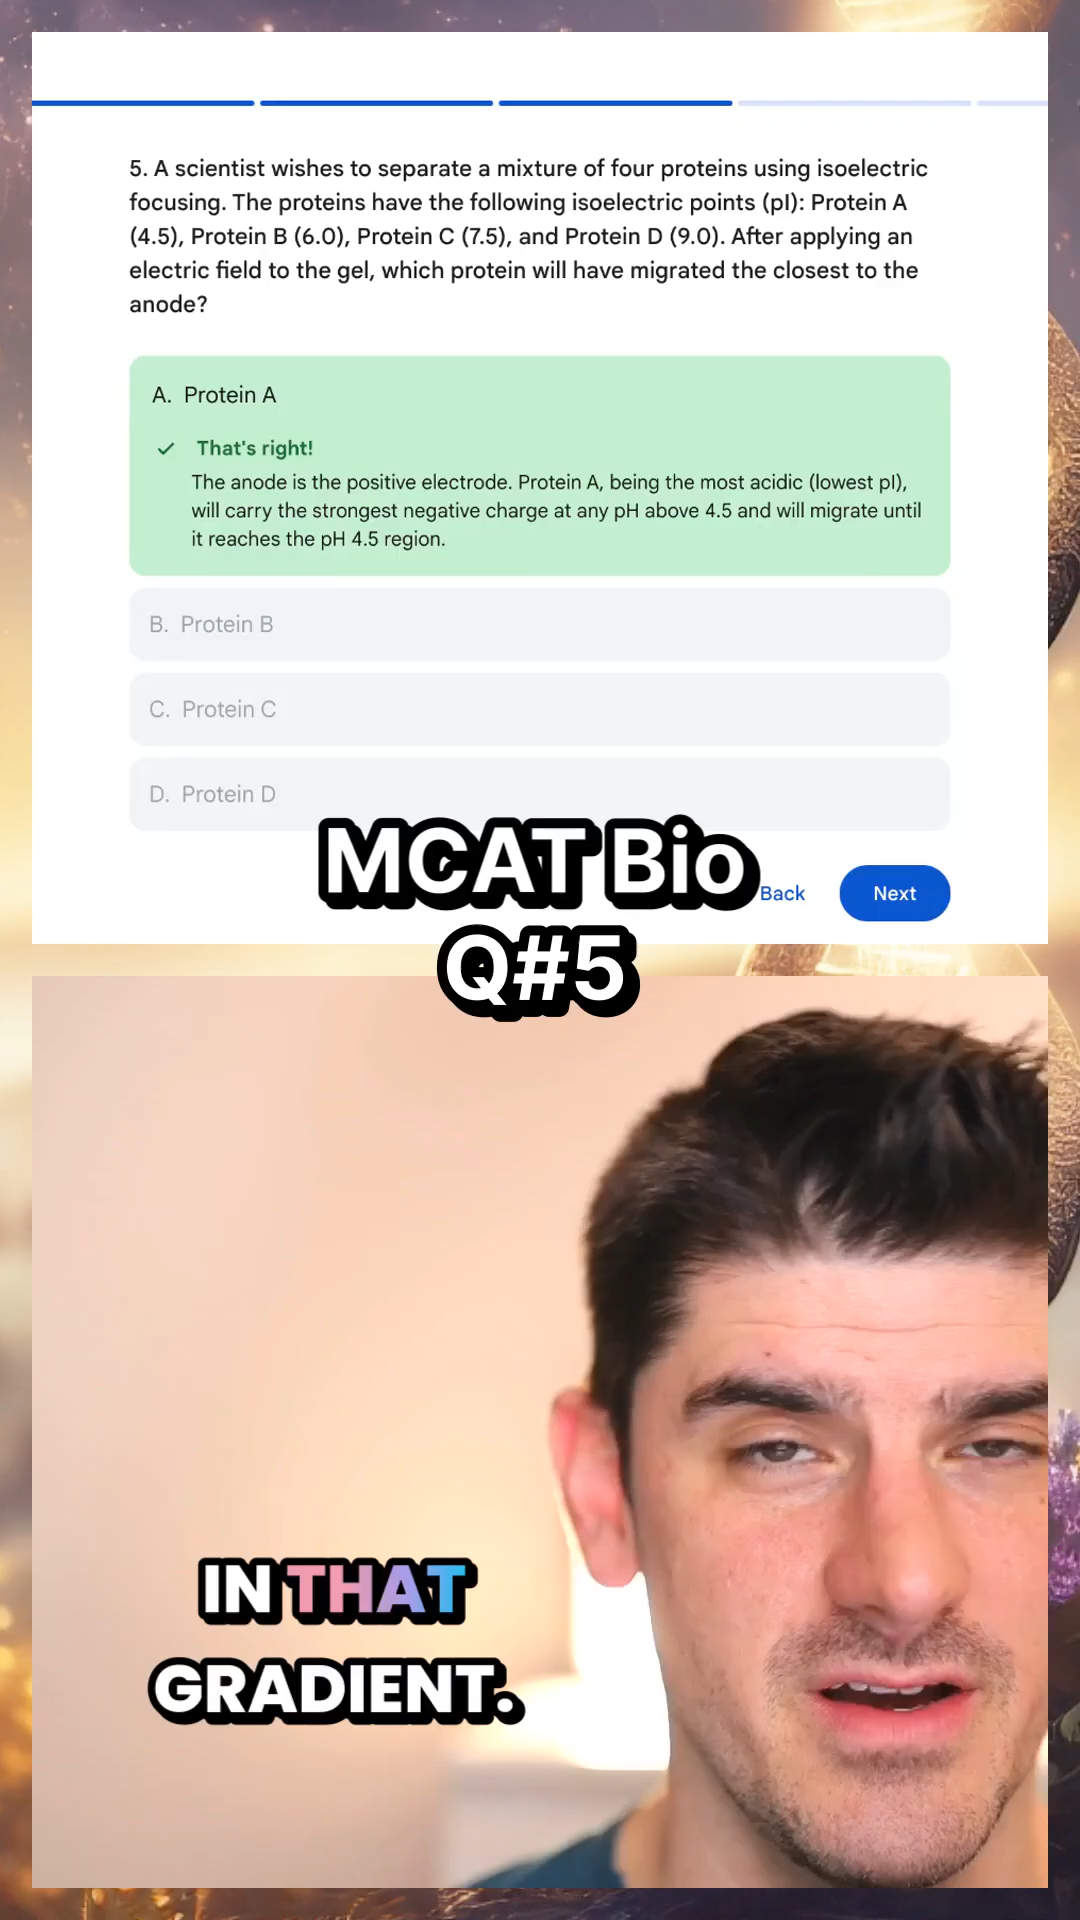 5. A scientist wishes to separate a mixture of four proteins using isoelectric
focusing. The proteins have the following isoelectric points (pI): Protein A
(4.5), Protein B (6.0), Protein C (7.5), and Protein D (9.0). After applying an
electric field to the gel, which protein will have migrated the closest to the
anode?
A. Protein A
That's right!
The anode is the positive electrode. Protein A, being the most acidic (lowest pI),
will carry the strongest negative charge at any pH above 4.5 and will migrate until
it reaches the pH 4.5 region.
B. Protein B
C. Protein C
D. Protein D
MCAT Bio
Back
Next
Q#5
IN THAT
GRADIENT.